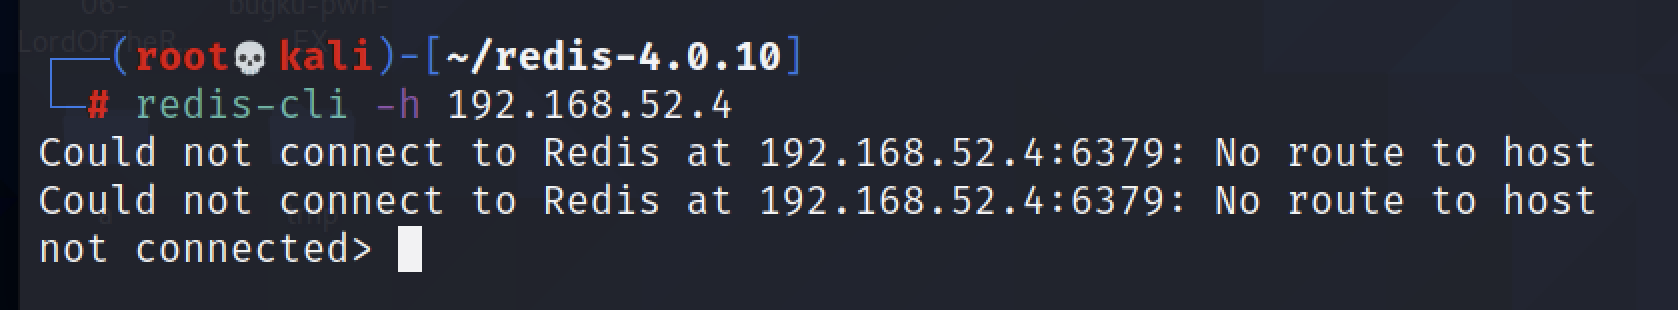 06- bugku-pwn-
LordOfTheR EX
(root💀kali)-[~/redis-4.0.10]
# redis-cli -h 192.168.52.4
Could not connect to Redis at 192.168.52.4:6379: No route to host
Could not connect to Redis at 192.168.52.4:6379: No route to host
not connected>